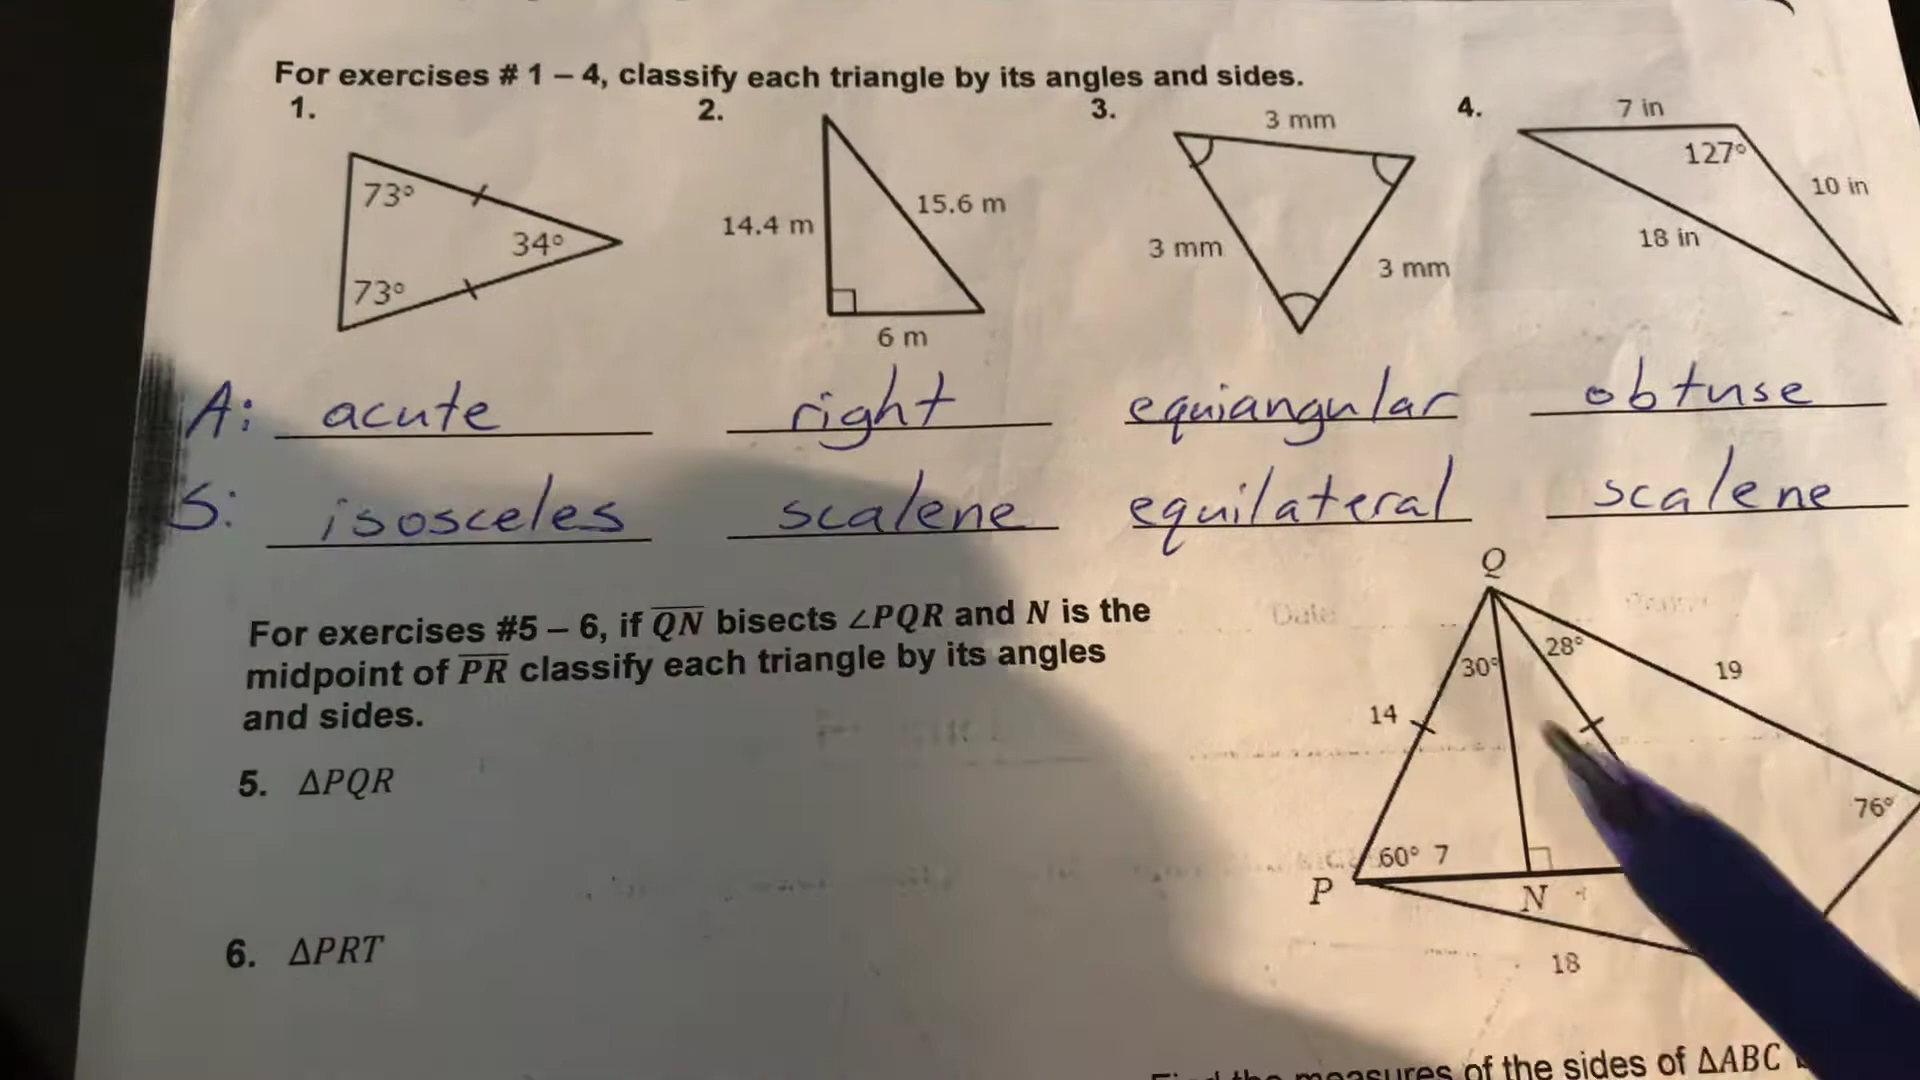 For exercises # 1 – 4, classify each triangle by its angles and sides.
1.
2.
3.
4.
73°
34°
73°
14.4 m
15.6 m
6 m
3 mm
3 mm
3 mm
7 in
127°
10 in
18 in
A: acute right equiangular obtuse
S: isosceles scalene equilateral scalene
For exercises #5 – 6, if QN bisects ∠PQR and N is the
midpoint of PR classify each triangle by its angles
and sides.
5. ΔPQR
6. ΔPRT
Q
30°
28°
19
14
76°
60° 7
P
N
18
of the sides of ΔABC